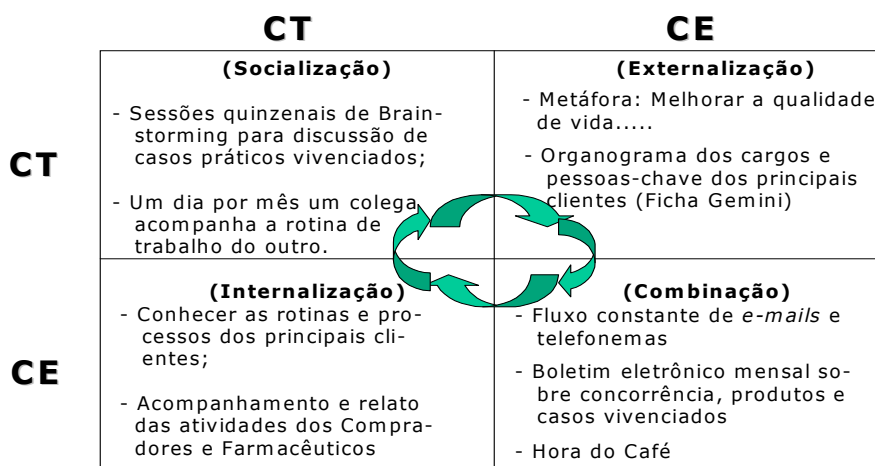 CT
CE
CT
(Socialização)
- Sessões quinzenais de Brain-
storming para discussão de
casos práticos vivenciados;
- Um dia por mês um colega
acompanha a rotina de
trabalho do outro.
(Externalização)
- Metáfora: Melhorar a qualidade
de vida.....
- Organograma dos cargos e
pessoas-chave dos principais
clientes (Ficha Gemini)
CE
(Internalização)
- Conhecer as rotinas e pro-
cessos dos principais cli-
entes;
- Acompanhamento e relato
das atividades dos Compra-
dores e Farmacêuticos
(Combinação)
- Fluxo constante de e-mails e
telefonemas
- Boletim eletrônico mensal so-
bre concorrência, produtos e
casos vivenciados
- Hora do Café